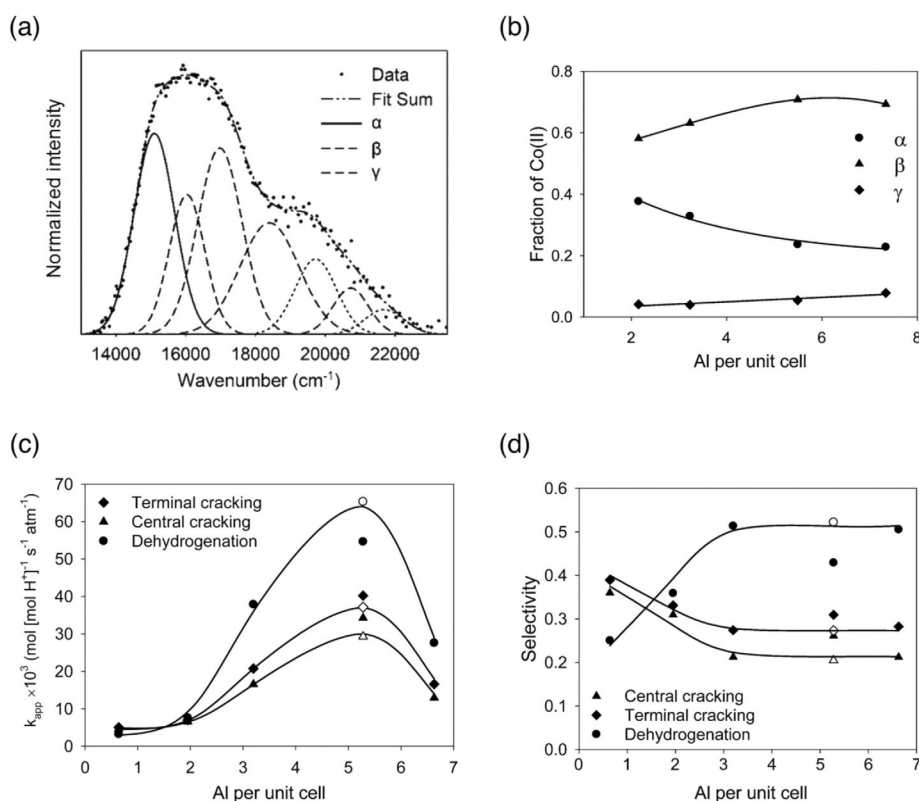 (a)
Normalized intensity
Data
Fit Sum
α
β
γ
14000 16000 18000 20000 22000
Wavenumber (cm⁻¹)
(b)
Fraction of Co(II)
0.8
0.6
0.4
0.2
0.0
α
β
γ
2 4 6 8
Al per unit cell
(c)
k_app ×10³ (mol [mol H⁺]⁻¹ s⁻¹ atm⁻¹)
70
60
50
40
30
20
10
0
Terminal cracking
Central cracking
Dehydrogenation
0 1 2 3 4 5 6 7
Al per unit cell
(d)
Selectivity
0.6
0.5
0.4
0.3
0.2
0.1
0.0
Central cracking
Terminal cracking
Dehydrogenation
0 1 2 3 4 5 6 7
Al per unit cell